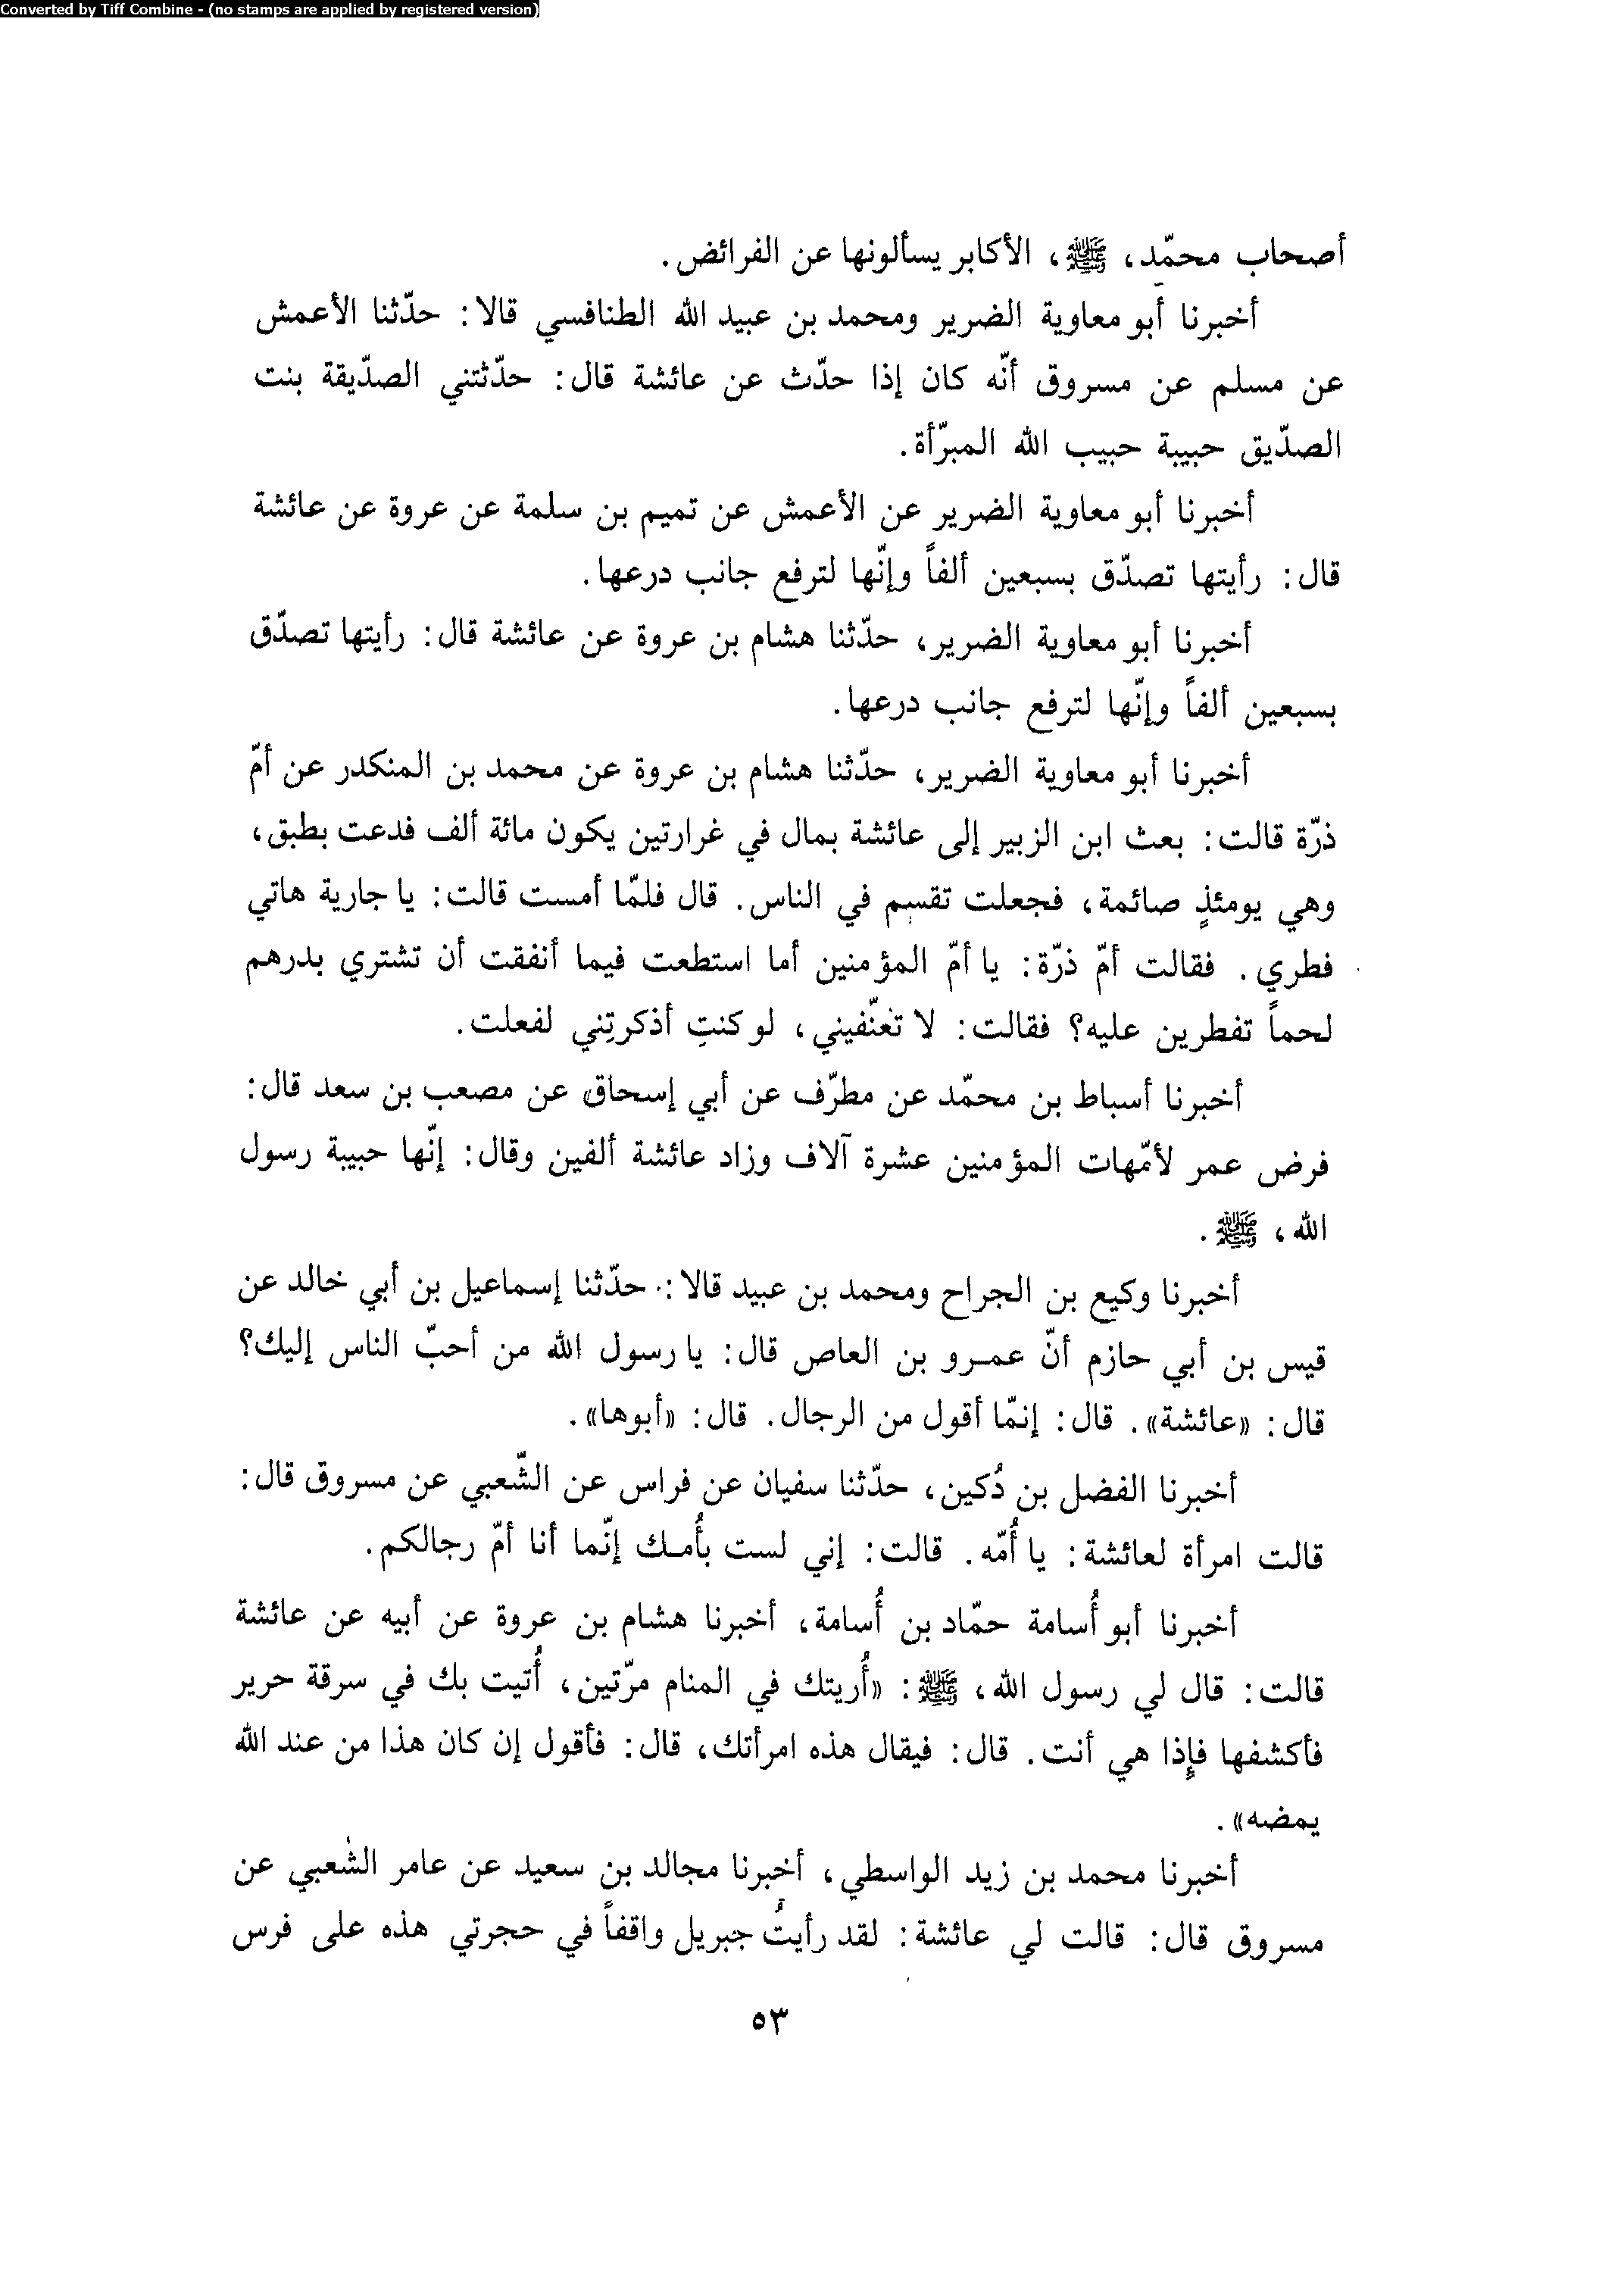 Converted by Tiff Combine - (no stamps are applied by registered version)
أصحاب محمّد، ﷺ، الأكابر يسألونها عن الفرائض.
أخبرنا أبو معاوية الضرير ومحمد بن عبيد الله الطنافسي قالا: حدّثنا الأعمش
عن مسلم عن مسروق أنّه كان إذا حدّث عن عائشة قال: حدّثتني الصدّيقة بنت
الصدّيق حبيبة حبيب الله المبرّأة.
أخبرنا أبو معاوية الضرير عن الأعمش عن تميم بن سلمة عن عروة عن عائشة
قال: رأيتها تصدّق بسبعين ألفاً وإنّها لترفع جانب درعها.
أخبرنا أبو معاوية الضرير، حدّثنا هشام بن عروة عن عائشة قال: رأيتها تصدّق
بسبعين ألفاً وإنّها لترفع جانب درعها.
أخبرنا أبو معاوية الضرير، حدّثنا هشام بن عروة عن محمد بن المنكدر عن أمّ
ذرّة قالت: بعث ابن الزبير إلى عائشة بمال في غرارتين يكون مائة ألف فدعت بطبق،
وهي يومئذٍ صائمة، فجعلت تقسم في الناس. قال فلمّا أمست قالت: يا جارية هاتي
فطري. فقالت أمّ ذرّة: يا أمّ المؤمنين أما استطعت فيما أنفقت أن تشتري بدرهم
لحماً تفطرين عليه؟ فقالت: لا تعنّفيني، لو كنتِ أذكرتِني لفعلت.
أخبرنا أسباط بن محمّد عن مطرّف عن أبي إسحاق عن مصعب بن سعد قال:
فرض عمر لأمّهات المؤمنين عشرة آلاف وزاد عائشة ألفين وقال: إنّها حبيبة رسول
الله، ﷺ.
أخبرنا وكيع بن الجراح ومحمد بن عبيد قالا: حدّثنا إسماعيل بن أبي خالد عن
قيس بن أبي حازم أنّ عمرو بن العاص قال: يا رسول الله من أحبّ الناس إليك؟
قال: «عائشة». قال: إنمّا أقول من الرجال. قال: «أبوها».
أخبرنا الفضل بن دُكين، حدّثنا سفيان عن فراس عن الشّعبي عن مسروق قال:
قالت امرأة لعائشة: يا أُمّه. قالت: إني لست بأُمك إنّما أنا أمّ رجالكم.
أخبرنا أبو أُسامة حمّاد بن أُسامة، أخبرنا هشام بن عروة عن أبيه عن عائشة
قالت: قال لي رسول الله، ﷺ: «أُريتك في المنام مرّتين، أُتيت بك في سرقة حرير
فأكشفها فإذا هي أنت. قال: فيقال هذه امرأتك، قال: فأقول إن كان هذا من عند الله
يمضه».
أخبرنا محمد بن زيد الواسطي، أخبرنا مجالد بن سعيد عن عامر الشعبي عن
مسروق قال: قالت لي عائشة: لقد رأيتُ جبريل واقفاً في حجرتي هذه على فرس
٥٣